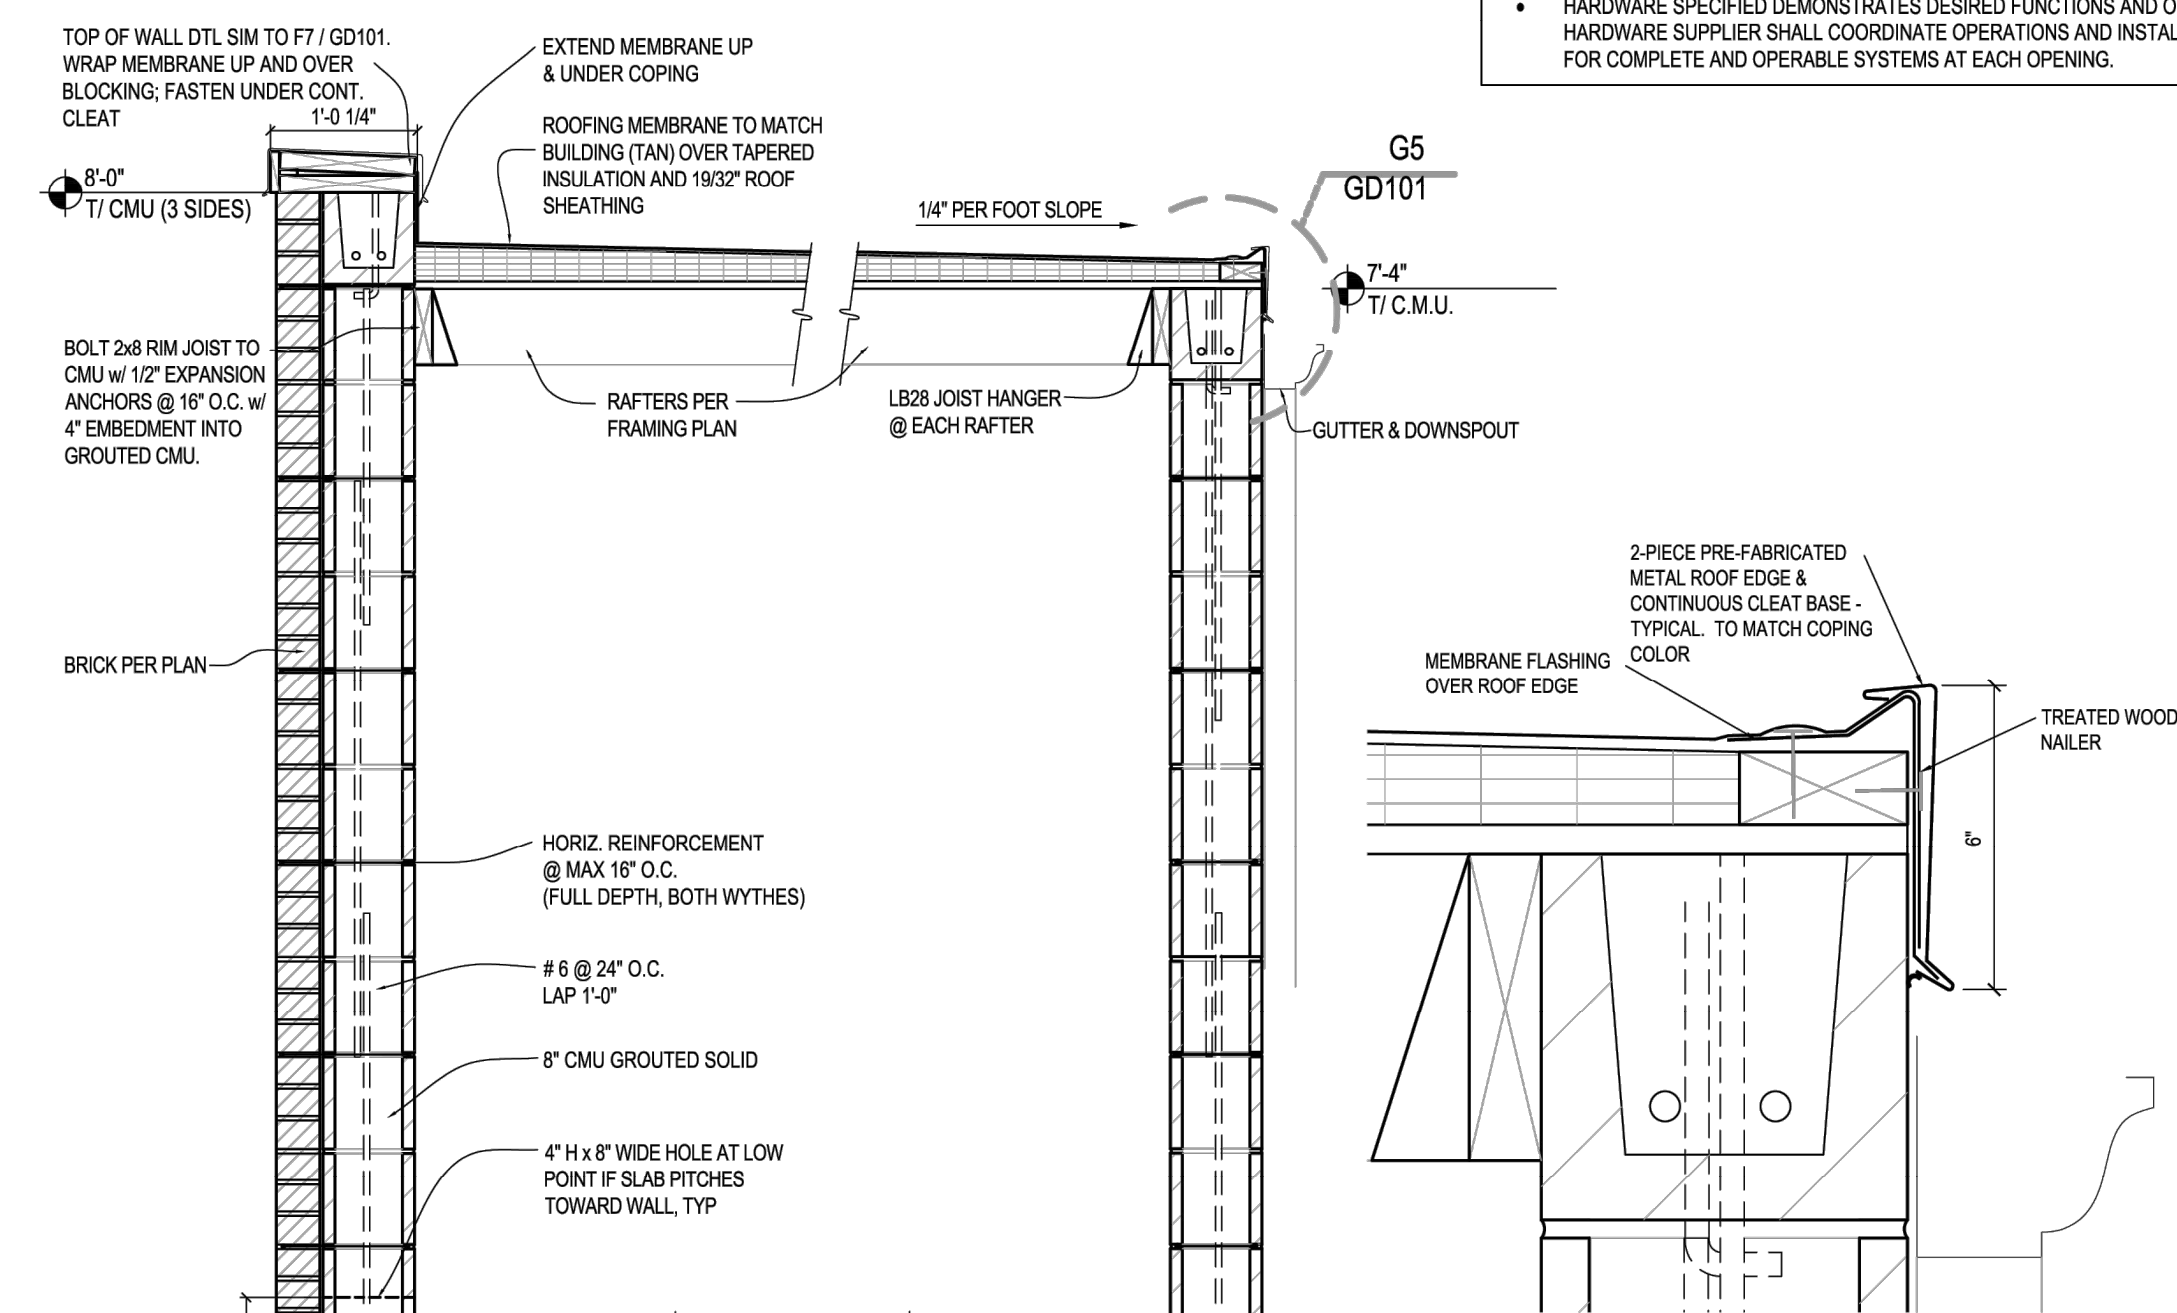 TOP OF WALL DTL SIM TO F7 / GD101.
WRAP MEMBRANE UP AND OVER
BLOCKING; FASTEN UNDER CONT.
CLEAT
1'-0 1/4"
8'-0"
T/ CMU (3 SIDES)
EXTEND MEMBRANE UP
& UNDER COPING
ROOFING MEMBRANE TO MATCH
BUILDING (TAN) OVER TAPERED
INSULATION AND 19/32" ROOF
SHEATHING
1/4" PER FOOT SLOPE
G5
GD101
7'-4"
T/ C.M.U.
• HARDWARE SPECIFIED DEMONSTRATES DESIRED FUNCTIONS AND
HARDWARE SUPPLIER SHALL COORDINATE OPERATIONS AND
FOR COMPLETE AND OPERABLE SYSTEMS AT EACH OPENING.
BOLT 2x8 RIM JOIST TO
CMU w/ 1/2" EXPANSION
ANCHORS @ 16" O.C. w/
4" EMBEDMENT INTO
GROUTED CMU.
RAFTERS PER
FRAMING PLAN
LB28 JOIST HANGER
@ EACH RAFTER
GUTTER & DOWNSPOUT
BRICK PER PLAN
HORIZ. REINFORCEMENT
@ MAX 16" O.C.
(FULL DEPTH, BOTH WYTHES)
# 6 @ 24" O.C.
LAP 1'-0"
8" CMU GROUTED SOLID
4" H x 8" WIDE HOLE AT LOW
POINT IF SLAB PITCHES
TOWARD WALL, TYP
2-PIECE PRE-FABRICATED
METAL ROOF EDGE &
CONTINUOUS CLEAT BASE -
TYPICAL. TO MATCH COPING
COLOR
MEMBRANE FLASHING
OVER ROOF EDGE
TREATED WOOD
NAILER
6"